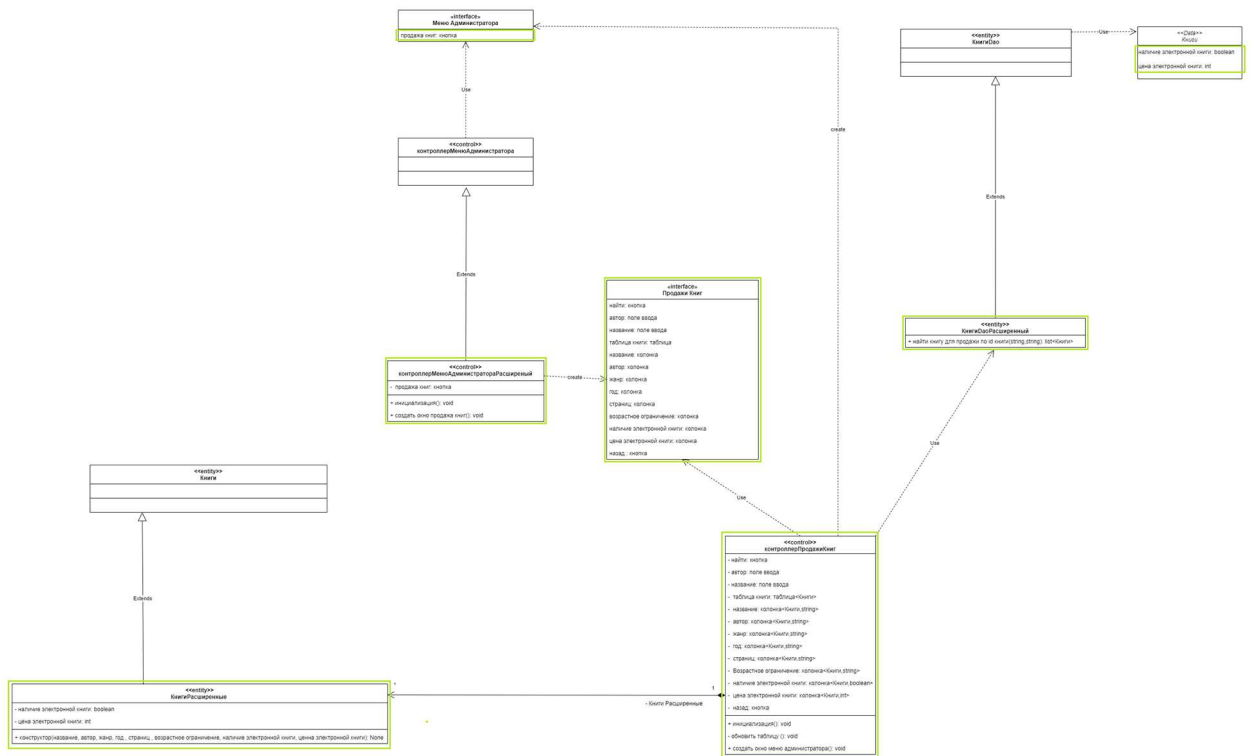 «interface»
Меню Администратора
продажа книг: кнопка
Use
<<control>>
контроллерМенюАдминистратора
Extends
<<control>>
контроллерМенюАдминистратораРасширеный
- продажа книг: кнопка
+ инициализация(): void
+ создать окно продажа книг(): void
create
«interface»
Продажи Книг
найти: кнопка
автор: поле ввода
название: поле ввода
таблица книги: таблица
название: колонка
автор: колонка
жанр: колонка
год: колонка
страниц: колонка
возрастное ограничение: колонка
наличие электронной книги: колонка
цена электронной книги: колонка
назад : кнопка
Use
create
<<entity>>
КнигиDao
Use
<<Data>>
Книги
наличие электронной книги: boolean
цена электронной книги: int
Extends
<<entity>>
КнигиDaoРасширенный
+ найти книгу для продажи по id книги(string,string): list<Книги>
Use
<<entity>>
Книги
Extends
<<entity>>
КнигиРасширенные
- наличие электронной книги: boolean
- цена электронной книги: int
+ конструктор(название, автор, жанр, год , страниц , возрастное ограничение, наличие электронной книги, ценна электронной книги): None
- Книги Расширенные
1
<<control>>
контроллерПродажиКниг
- найти: кнопка
- автор: поле ввода
- название: поле ввода
- таблица книги: таблица<Книги>
- название: колонка<Книги,string>
- автор: колонка<Книги,string>
- жанр: колонка<Книги,string>
- год: колонка<Книги,string>
- страниц: колонка<Книги,string>
- Возрастное ограничение: колонка<Книги,string>
- наличие электронной книги: колонка<Книги,boolean>
- цена электронной книги: колонка<Книги,int>
- назад: кнопка
+ инициализация(): void
- обновить таблицу (): void
+ создать окно меню администратора(): void